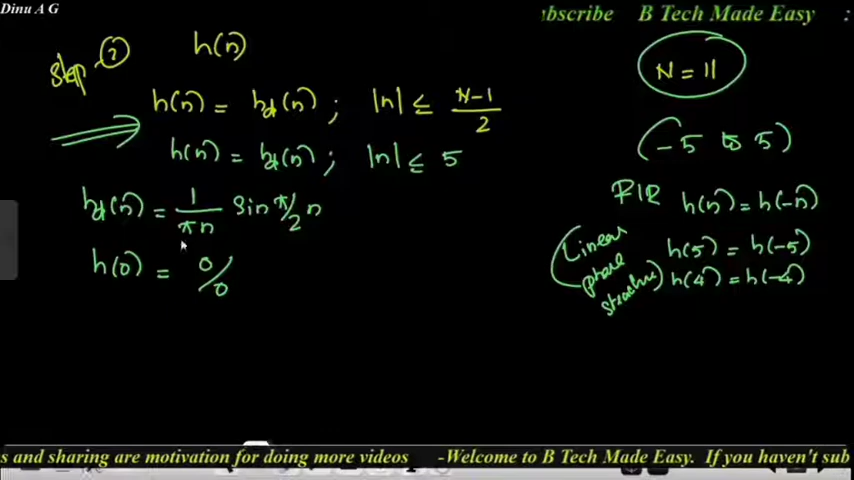 Dinu A G
ubscribe B Tech Made Easy :
Step - ② h(n)
h(n) = hd(n) ; |n| ≤ (N-1)/2
⇒ h(n) = hd(n) ; |n| ≤ 5
hd(n) = 1/(πn) sin π/2 n
h(0) = 0/0
N = 11
(-5 to 5)
FIR h(n) = h(-n)
(Linear phase structure) h(5) = h(-5)
h(4) = h(-4)
s and sharing are motivation for doing more videos -Welcome to B Tech Made Easy. If you haven't sub